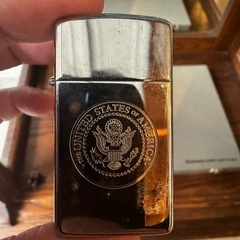 THE UNITED STATES OF AMERICA